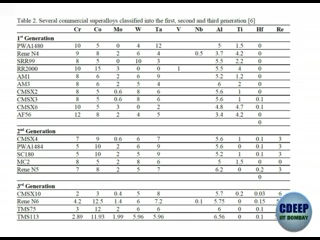 Table 2. Several commercial superalloys classified into the first, second and third generation [6]
Cr Co Mo W Ta V Nb Al Ti Hf Re
1st Generation
PWA1480 10 5 0 4 12 5 1.5 0
Rene N4 9 8 2 6 4 0.5 3.7 4.2 0
SRR99 8 5 0 10 3 5.5 2.2 0
RR2000 10 15 3 0 0 1 5.5 4 0
AM1 8 6 2 6 9 5.2 1.2 0
AM3 8 6 2 5 4 6 2 0
CMSX2 8 5 0.6 8 6 5.6 1 0
CMSX3 8 5 0.6 8 6 5.6 1 0.1
CMSX6 10 5 3 0 2 4.8 4.7 0.1
AF56 12 8 2 4 5 3.4 4.2 0
0
2nd Generation
CMSX4 7 9 0.6 6 7 5.6 1 0.1 3
PWA1484 5 10 2 6 9 5.6 0 0.1 3
SC180 5 10 2 5 9 5.2 1 0.1 3
MC2 8 5 2 8 6 5 1.5 0 0
Rene N5 7 8 2 5 7 6.2 0 0.2 3
0
3rd Generation
CMSX10 2 3 0.4 5 8 5.7 0.2 0.03 6
Rene N6 4.2 12.5 1.4 6 7.2 0.1 5.75 0 0.15
TMS75 3 12 2 6 6 6 0 0.1
TMS113 2.89 11.93 1.99 5.96 5.96 6.56 0 0.1
CDEEP
IIT BOMBAY